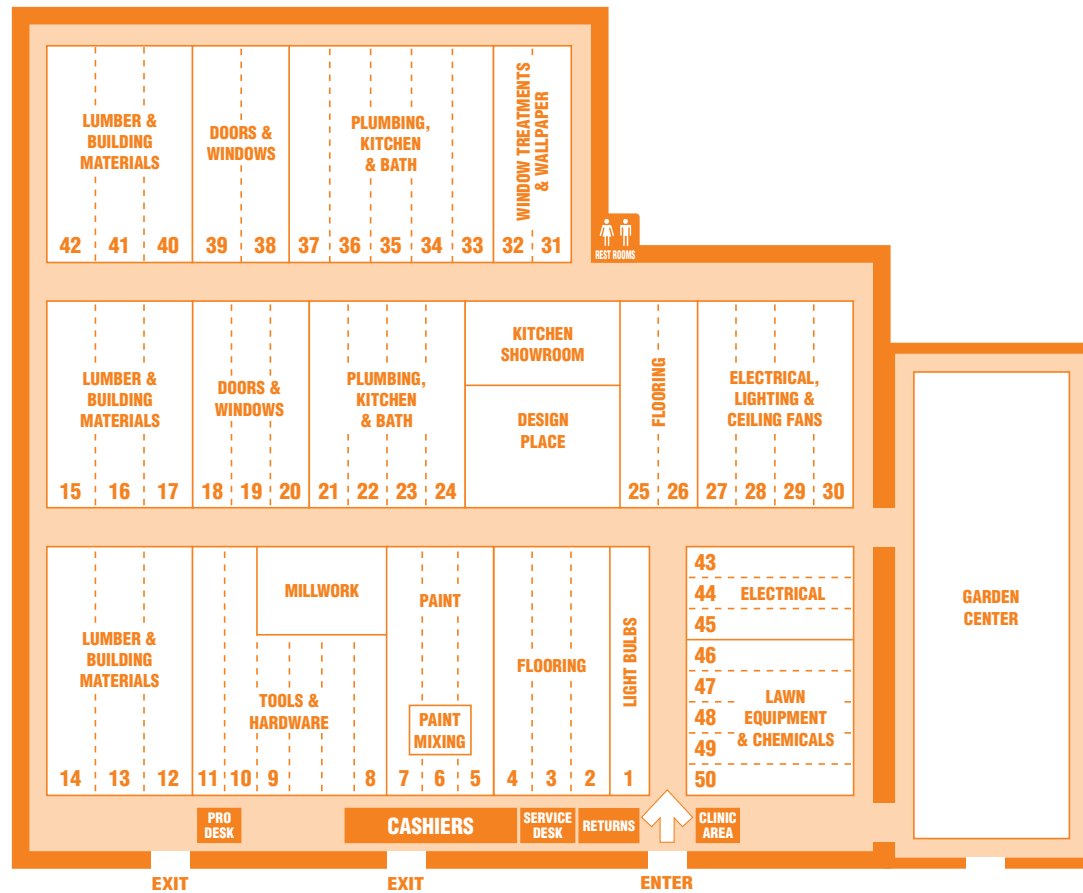 LUMBER &
BUILDING
MATERIALS
DOORS &
WINDOWS
PLUMBING,
KITCHEN
& BATH
WINDOW TREATMENTS
& WALLPAPER
42 41 40 39 38 37 36 35 34 33 32 31
REST ROOMS
LUMBER &
BUILDING
MATERIALS
DOORS &
WINDOWS
PLUMBING,
KITCHEN
& BATH
KITCHEN
SHOWROOM
DESIGN
PLACE
FLOORING
ELECTRICAL,
LIGHTING &
CEILING FANS
15 16 17 18 19 20 21 22 23 24 25 26 27 28 29 30
LUMBER &
BUILDING
MATERIALS
MILLWORK
TOOLS &
HARDWARE
PAINT
PAINT
MIXING
FLOORING
LIGHT BULBS
14 13 12 11 10 9 8 7 6 5 4 3 2 1
43
44 ELECTRICAL
45
46
47
LAWN
48 EQUIPMENT
49 & CHEMICALS
50
GARDEN
CENTER
PRO
DESK
CASHIERS
SERVICE
DESK
RETURNS
CLINIC
AREA
EXIT
EXIT
ENTER